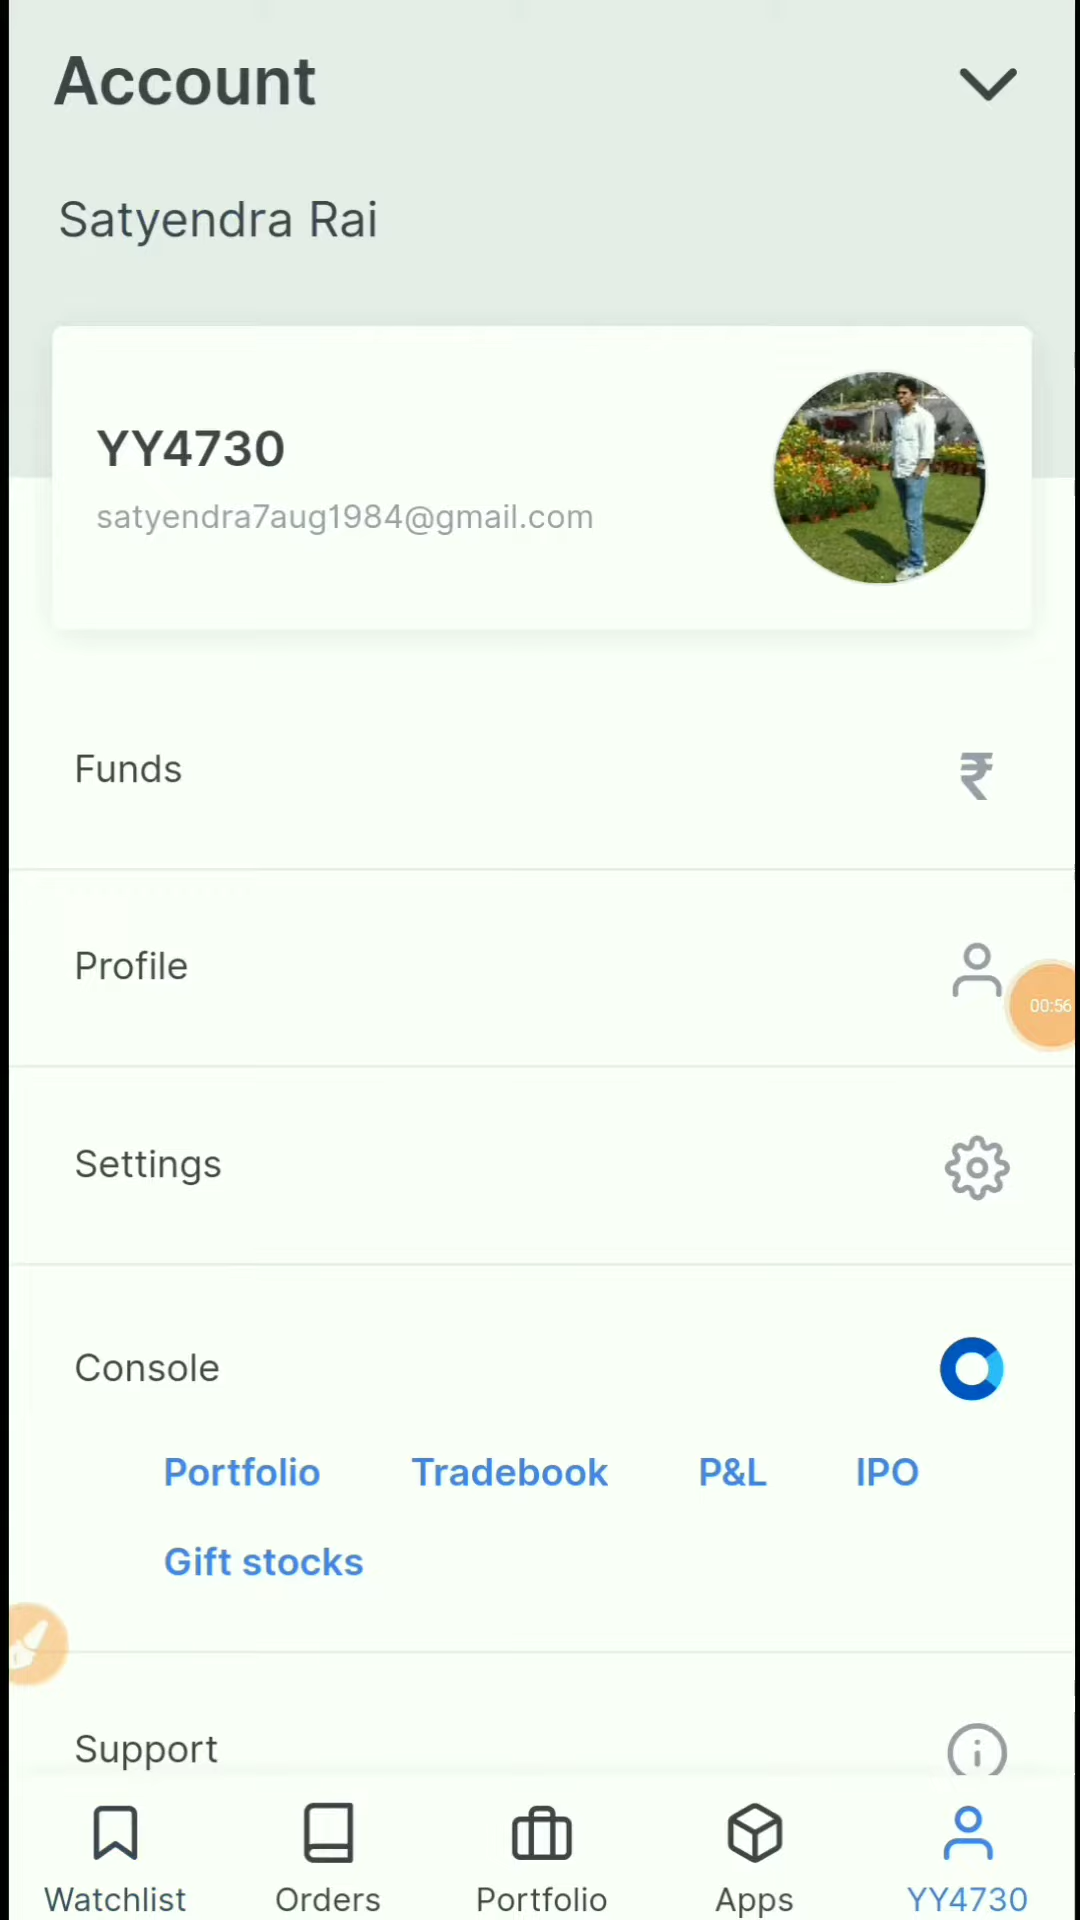 Account
Satyendra Rai
YY4730
satyendra7aug1984@gmail.com
Funds
₹
Profile
00:56
Settings
Console
Portfolio Tradebook P&L IPO
Gift stocks
Support
Watchlist Orders Portfolio Apps YY4730